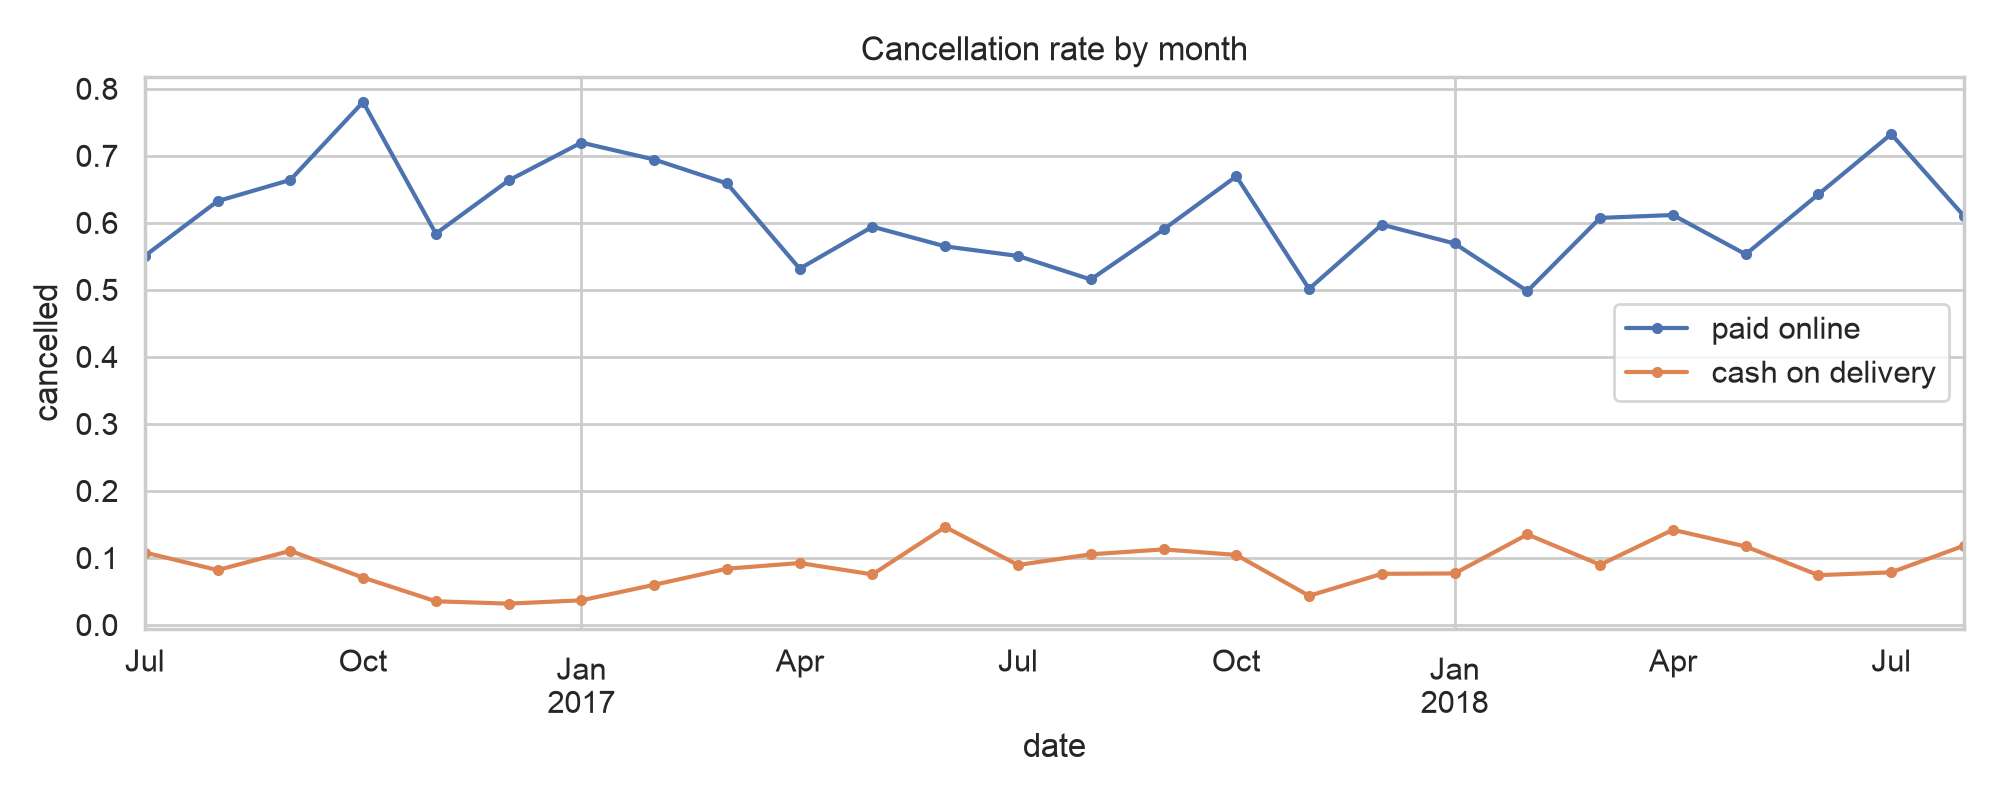 Cancellation rate by month
cancelled
0.8
0.7
0.6
0.5
0.4
0.3
0.2
0.1
0.0
paid online
cash on delivery
Jul Oct Jan Apr Jul Oct Jan Apr Jul
2017 2018
date